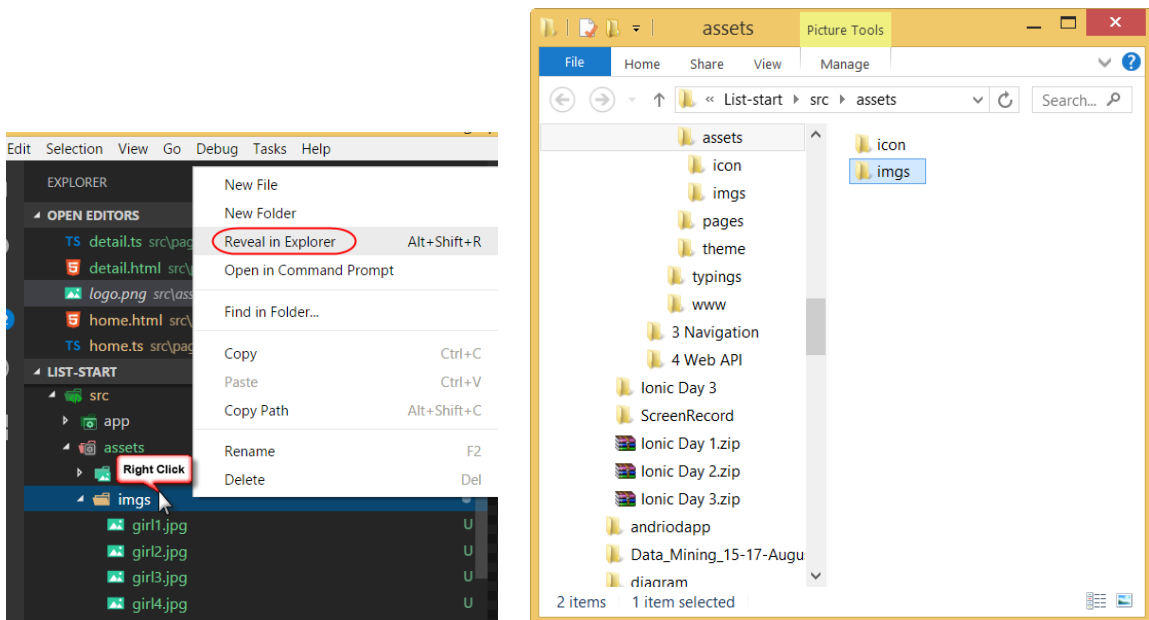 Edit Selection View Go Debug Tasks Help
EXPLORER
OPEN EDITORS
TS detail.ts src\pag
detail.html src\
logo.png src\ass
home.html src\
TS home.ts src\pag
LIST-START
src
app
assets
Right Click
imgs
girl1.jpg U
girl2.jpg U
girl3.jpg U
girl4.jpg U
New File
New Folder
Reveal in Explorer Alt+Shift+R
Open in Command Prompt
Find in Folder...
Copy Ctrl+C
Paste Ctrl+V
Copy Path Alt+Shift+C
Rename F2
Delete Del
assets Picture Tools
File Home Share View Manage
« List-start src assets Search...
assets
icon
imgs
pages
theme
typings
www
3 Navigation
4 Web API
Ionic Day 3
ScreenRecord
Ionic Day 1.zip
Ionic Day 2.zip
Ionic Day 3.zip
andriodapp
Data_Mining_15-17-Augu
diagram
icon
imgs
2 items 1 item selected